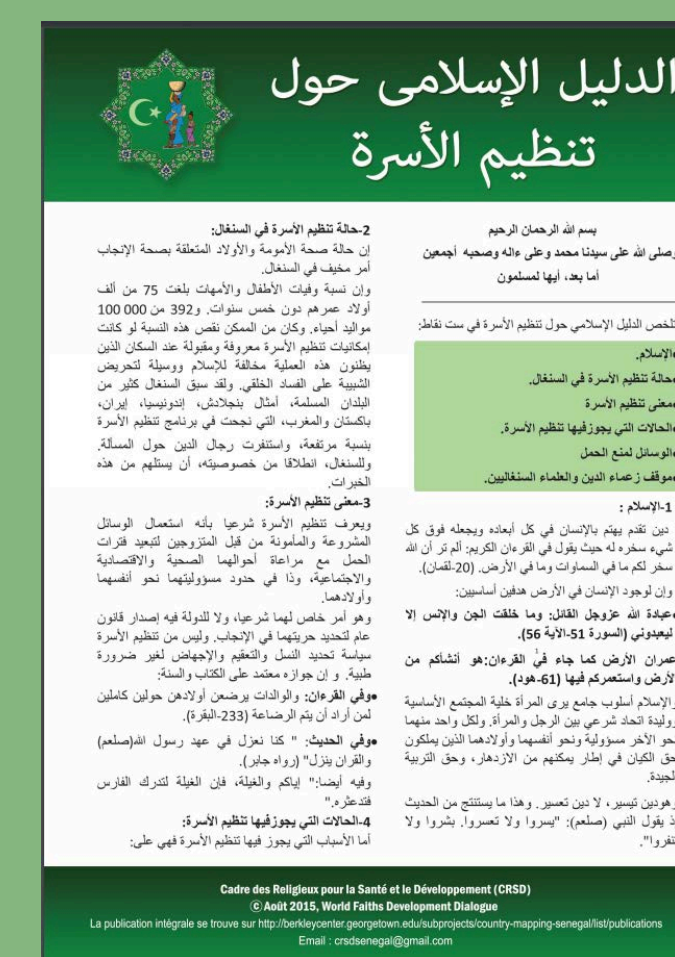 الدليل الإسلامى حول
تنظيم الأسرة
بسم الله الرحمان الرحيم
وصلى الله على سيدنا محمد وعلى ءاله وصحبه أجمعين
أما بعد، أيها لمسلمون
تلخص الدليل الإسلامي حول تنظيم الأسرة في ست نقاط:
•الإسلام.
•حالة تنظيم الأسرة في السنغال.
•معنى تنظيم الأسرة
•الحالات التي يجوزفيها تنظيم الأسرة.
•الوسائل لمنع الحمل
•موقف زعماء الدين والعلماء السنغاليين.
1-الإسلام :
دين تقدم يهتم بالإنسان في كل أبعاده ويجعله فوق كل
شيء سخره له حيث يقول في القرءان الكريم: ألم تر أن الله
سخر لكم ما في السماوات وما في الأرض. (20-لقمان).
وإن لوجود الإنسان في الأرض هدفين أساسيين:
•عبادة الله عزوجل القائل: وما خلقت الجن والإنس إلا
ليعبدوني (السورة 51-الآية 56).
عمران الأرض كما جاء في القرءان:هو أنشأكم من
الأرض واستعمركم فيها (61-هود).
والإسلام أسلوب جامع يرى المرأة خلية المجتمع الأساسية
ووليدة اتحاد شرعي بين الرجل والمرأة. ولكل واحد منهما
نحو الآخر مسؤولية ونحو أنفسهما وأولادهما الذين يملكون
حق الكيان في إطار يمكنهم من الازدهار، وحق التربية
الجيدة.
وهودين تيسير، لا دين تعسير. وهذا ما يستنتج من الحديث
إذ يقول النبي (صلعم): "يسروا ولا تعسروا. بشروا ولا
تنفروا".
2-حالة تنظيم الأسرة في السنغال:
إن حالة صحة الأمومة والأولاد المتعلقة بصحة الإنجاب
أمر مخيف في السنغال.
وإن نسبة وفيات الأطفال والأمهات بلغت 75 من ألف
أولاد عمرهم دون خمس سنوات. و392 من 000 100
مواليد أحياء. وكان من الممكن نقص هذه النسبة لو كانت
إمكانيات تنظيم الأسرة معروفة ومقبولة عند السكان الذين
يظنون هذه العملية مخالفة للإسلام ووسيلة لتحريض
الشبيبة على الفساد الخلقي. ولقد سبق السنغال كثير من
البلدان المسلمة، أمثال بنجلادش، إندونيسيا، إيران،
باكستان والمغرب، التي نجحت في برنامج تنظيم الأسرة
بنسبة مرتفعة، واستنفرت رجال الدين حول المسألة.
وللسنغال، انطلاقا من خصوصيته، أن يستلهم من هذه
الخبرات.
3-معنى تنظيم الأسرة:
ويعرف تنظيم الأسرة شرعيا بأنه استعمال الوسائل
المشروعة والمأمونة من قبل المتزوجين لتبعيد فترات
الحمل مع مراعاة أحوالهما الصحية والاقتصادية
والاجتماعية، وذا في حدود مسؤوليتهما نحو أنفسهما
وأولادهما.
وهو أمر خاص لهما شرعيا، ولا للدولة فيه إصدار قانون
عام لتحديد حريتهما في الإنجاب. وليس من تنظيم الأسرة
سياسة تحديد النسل والتعقيم والإجهاض لغير ضرورة
طبية. و إن جوازه معتمد على الكتاب والسنة:
•وفي القرءان: والوالدات يرضعن أولادهن حولين كاملين
لمن أراد أن يتم الرضاعة (233-البقرة).
•وفي الحديث: " كنا نعزل في عهد رسول الله(صلعم)
والقران ينزل" (رواه جابر).
وفيه أيضا:" إياكم والغيلة، فإن الغيلة لتدرك الفارس
فتدعثره."
4-الحالات التي يجوزفيها تنظيم الأسرة:
أما الأسباب التي يجوز فيها تنظيم الأسرة فهي على:
Cadre des Religieux pour la Santé et le Développement (CRSD)
© Août 2015, World Faiths Development Dialogue
La publication intégrale se trouve sur http://berkleycenter.georgetown.edu/subprojects/country-mapping-senegal/list/publications
Email : crsdsenegal@gmail.com